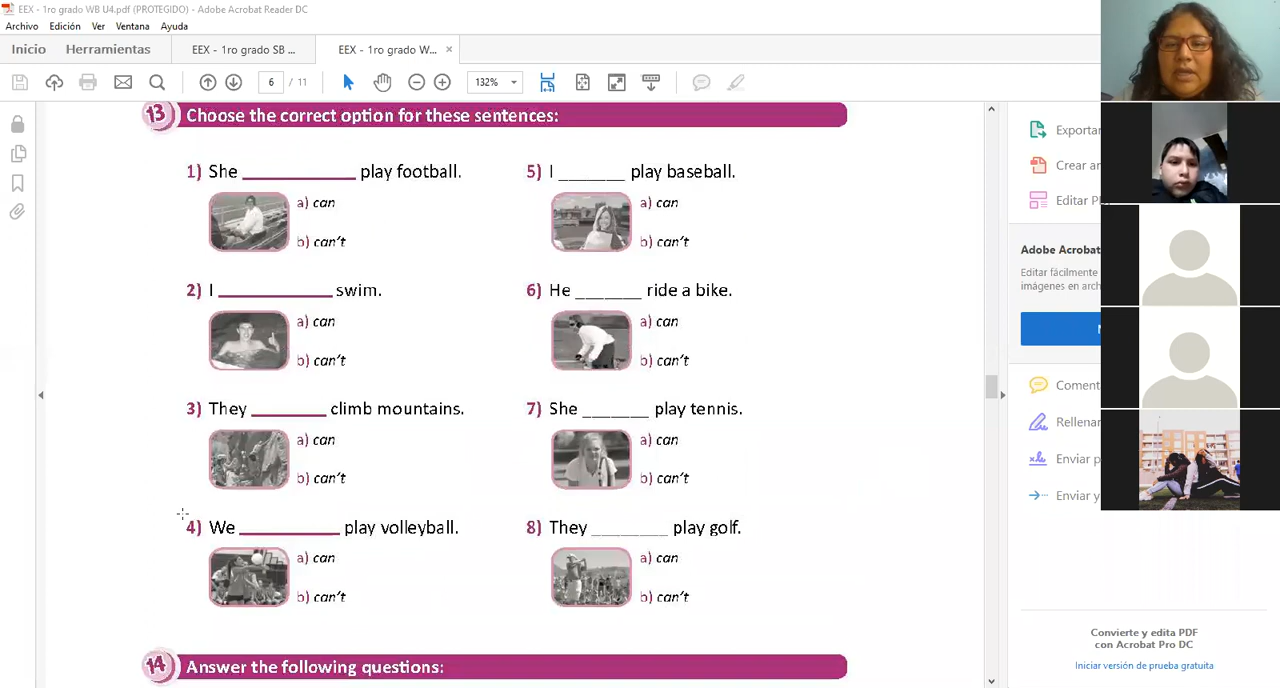 EEX - 1ro grado WB U4.pdf (PROTEGIDO) - Adobe Acrobat Reader DC
Archivo Edición Ver Ventana Ayuda
Inicio Herramientas EEX - 1ro grado SB ... EEX - 1ro grado W... ×
6 / 11 132%
13 Choose the correct option for these sentences:
1) She ____________ play football.
a) can
b) can't
2) I ____________ swim.
a) can
b) can't
3) They ________ climb mountains.
a) can
b) can't
4) We ___________ play volleyball.
a) can
b) can't
5) I _______ play baseball.
a) can
b) can't
6) He _______ ride a bike.
a) can
b) can't
7) She _______ play tennis.
a) can
b) can't
8) They ________ play golf.
a) can
b) can't
14 Answer the following questions:
Exportar
Crear ar
Editar P
Adobe Acrobat
Editar fácilmente
imágenes en arch
Coment
Rellenar
Enviar p
Enviar y
Convierte y edita PDF
con Acrobat Pro DC
Iniciar versión de prueba gratuita